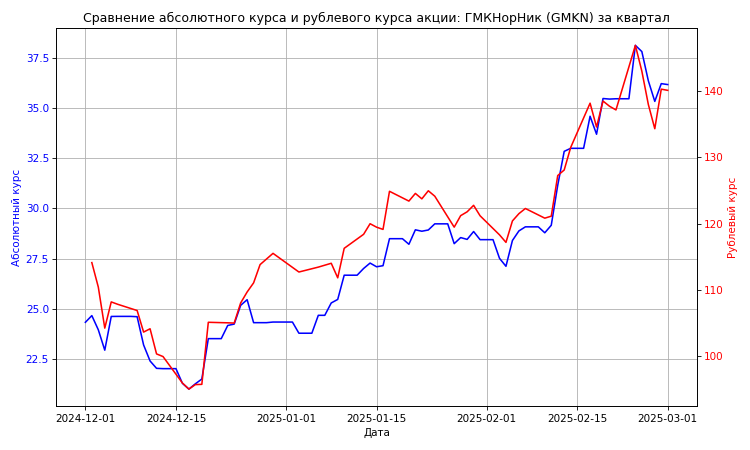 Сравнение абсолютного курса и рублевого курса акции: ГМКНорНик (GMKN) за квартал
37.5
35.0
32.5
30.0
27.5
25.0
22.5
Абсолютный курс
140
130
120
110
100
Рублевый курс
2024-12-01 2024-12-15 2025-01-01 2025-01-15 2025-02-01 2025-02-15 2025-03-01
Дата